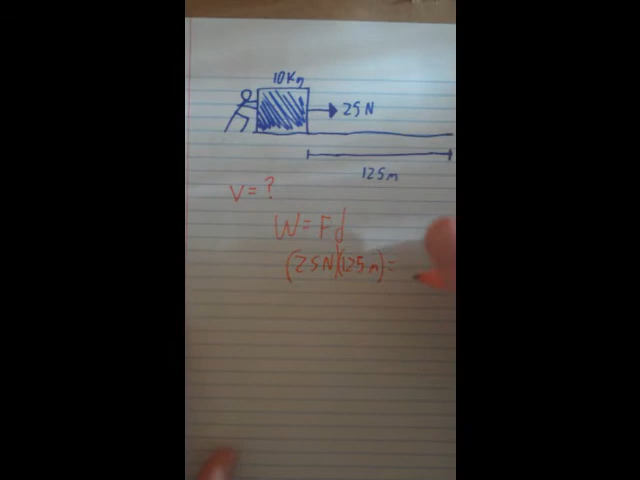 10Kg
25N
125m
V = ?
W = Fd
(25N)(125m) =